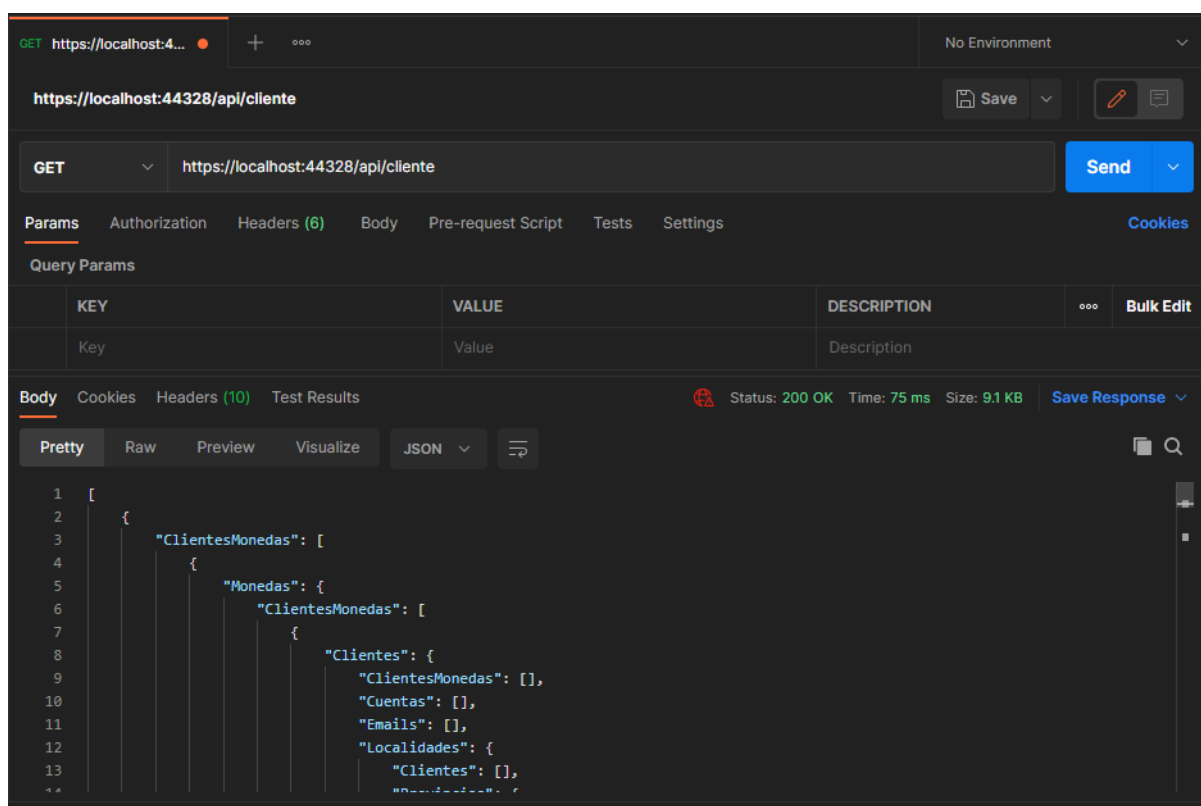 GET https://localhost:4... No Environment
https://localhost:44328/api/cliente Save
GET https://localhost:44328/api/cliente Send
Params Authorization Headers (6) Body Pre-request Script Tests Settings Cookies
Query Params
KEY VALUE DESCRIPTION Bulk Edit
Key Value Description
Body Cookies Headers (10) Test Results Status: 200 OK Time: 75 ms Size: 9.1 KB Save Response
Pretty Raw Preview Visualize JSON
1 [
2 {
3 "ClientesMonedas": [
4 {
5 "Monedas": {
6 "ClientesMonedas": [
7 {
8 "Clientes": {
9 "ClientesMonedas": [],
10 "Cuentas": [],
11 "Emails": [],
12 "Localidades": {
13 "Clientes": [],